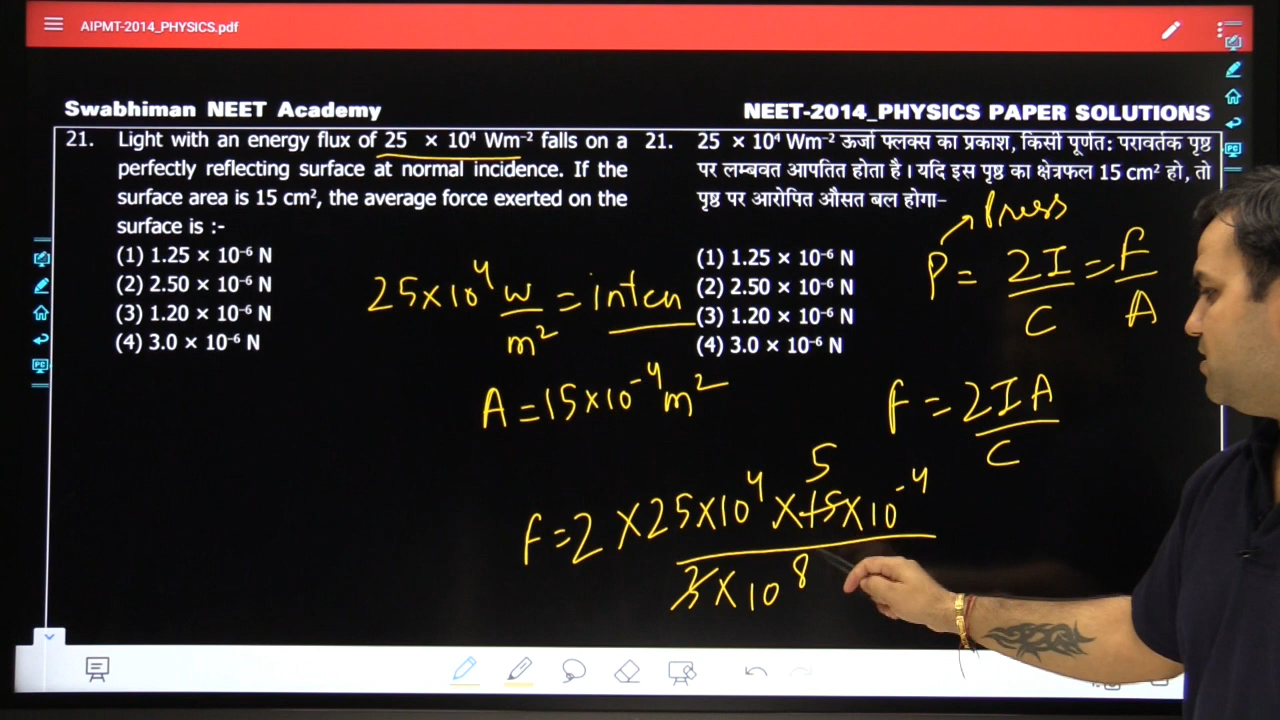 AIPMT-2014_PHYSICS.pdf
Swabhiman NEET Academy
NEET-2014_PHYSICS PAPER SOLUTIONS
21. Light with an energy flux of 25 × 10⁴ Wm⁻² falls on a
perfectly reflecting surface at normal incidence. If the
surface area is 15 cm², the average force exerted on the
surface is :-
(1) 1.25 × 10⁻⁶ N
(2) 2.50 × 10⁻⁶ N
(3) 1.20 × 10⁻⁶ N
(4) 3.0 × 10⁻⁶ N
21. 25 × 10⁴ Wm⁻² ऊर्जा फ्लक्स का प्रकाश, किसी पूर्णत: परावर्तक पृष्ठ
पर लम्बवत आपतित होता है। यदि इस पृष्ठ का क्षेत्रफल 15 cm² हो, तो
पृष्ठ पर आरोपित औसत बल होगा–
(1) 1.25 × 10⁻⁶ N
(2) 2.50 × 10⁻⁶ N
(3) 1.20 × 10⁻⁶ N
(4) 3.0 × 10⁻⁶ N
25×10⁴ w/m² = inten
A = 15×10⁻⁴ m²
Press
P = 2I/C = F/A
F = 2IA/C
5
F = 2 × 25×10⁴ × 15×10⁻⁴
3×10⁸
PC
PC
PC